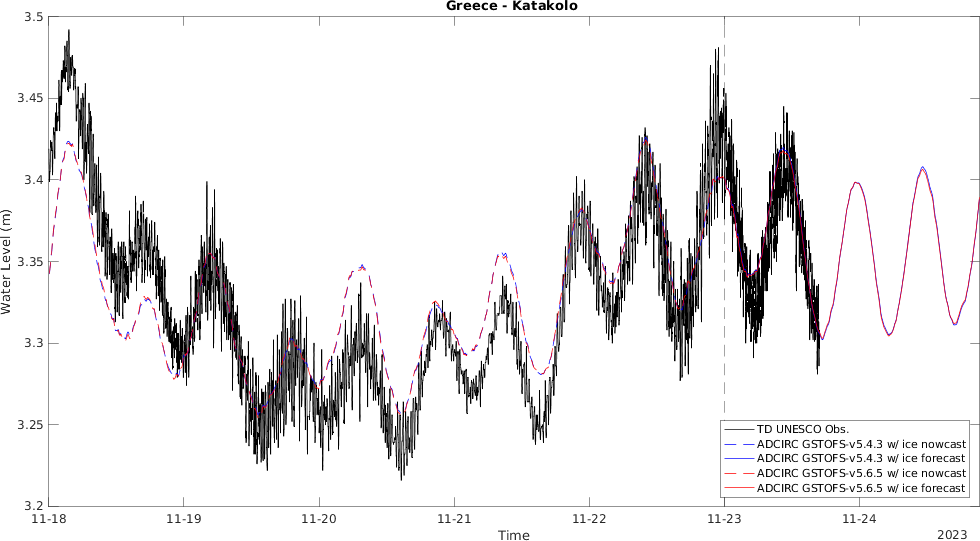 Greece - Katakolo
3.5
3.45
3.4
3.35
3.3
3.25
3.2
Water Level (m)
11-18
11-19
11-20
11-21
11-22
11-23
11-24
Time
2023
TD UNESCO Obs.
ADCIRC GSTOFS-v5.4.3 w/ ice nowcast
ADCIRC GSTOFS-v5.4.3 w/ ice forecast
ADCIRC GSTOFS-v5.6.5 w/ ice nowcast
ADCIRC GSTOFS-v5.6.5 w/ ice forecast